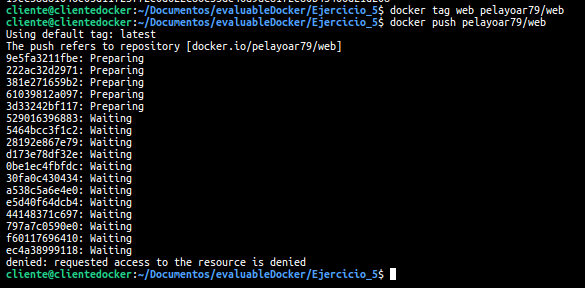 cliente@clientedocker:~/Documentos/evaluableDocker/Ejercicio_5$ docker tag web pelayoar79/web
cliente@clientedocker:~/Documentos/evaluableDocker/Ejercicio_5$ docker push pelayoar79/web
Using default tag: latest
The push refers to repository [docker.io/pelayoar79/web]
9e5fa3211fbe: Preparing
222ac32d2971: Preparing
381e271659b2: Preparing
61039812a097: Preparing
3d33242bf117: Preparing
529016396883: Waiting
5464bcc3f1c2: Waiting
28192e867e79: Waiting
d173e78df32e: Waiting
0be1ec4fbfdc: Waiting
30fa0c430434: Waiting
a538c5a6e4e0: Waiting
e5d40f64dcb4: Waiting
44148371c697: Waiting
797a7c0590e0: Waiting
f60117696410: Waiting
ec4a38999118: Waiting
denied: requested access to the resource is denied
cliente@clientedocker:~/Documentos/evaluableDocker/Ejercicio_5$